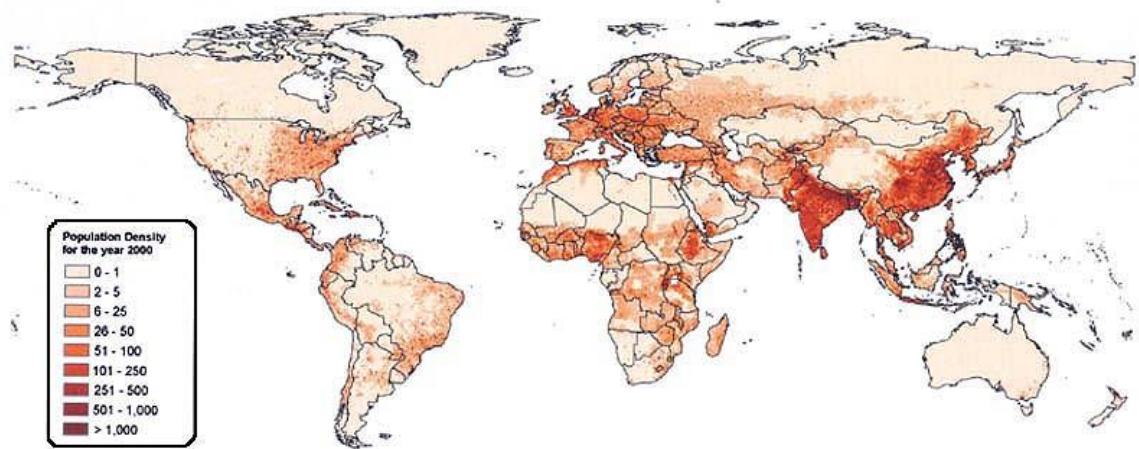 Population Density
for the year 2000
0 - 1
2 - 5
6 - 25
26 - 50
51 - 100
101 - 250
251 - 500
501 - 1,000
> 1,000